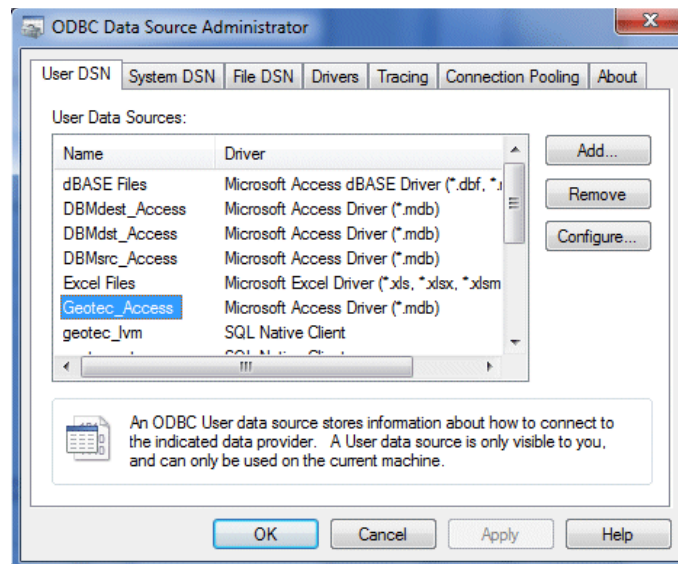 ODBC Data Source Administrator
User DSN System DSN File DSN Drivers Tracing Connection Pooling About
User Data Sources:
Name Driver
dBASE Files Microsoft Access dBASE Driver (*.dbf, *.
DBMdest_Access Microsoft Access Driver (*.mdb)
DBMdst_Access Microsoft Access Driver (*.mdb)
DBMsrc_Access Microsoft Access Driver (*.mdb)
Excel Files Microsoft Excel Driver (*.xls, *.xlsx, *.xlsm
Geotec_Access Microsoft Access Driver (*.mdb)
geotec_lvm SQL Native Client
Add...
Remove
Configure...
An ODBC User data source stores information about how to connect to
the indicated data provider. A User data source is only visible to you,
and can only be used on the current machine.
OK Cancel Apply Help